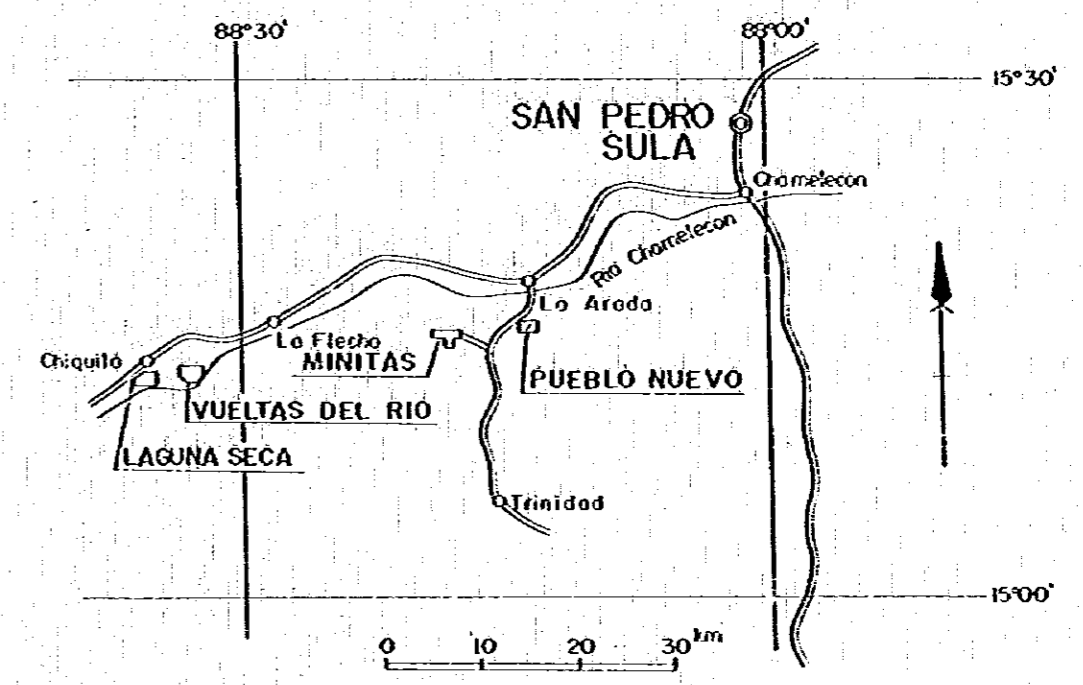 88°30'
88°00'
15°30'
SAN PEDRO
SULA
Chamelecon
Rio Chamelecon
La Arada
Chiquiló
La Flecha
MINITAS
PUEBLO NUEVO
VUELTAS DEL RIO
LAGUNA SECA
Trinidad
15°00'
0 10 20 30 km